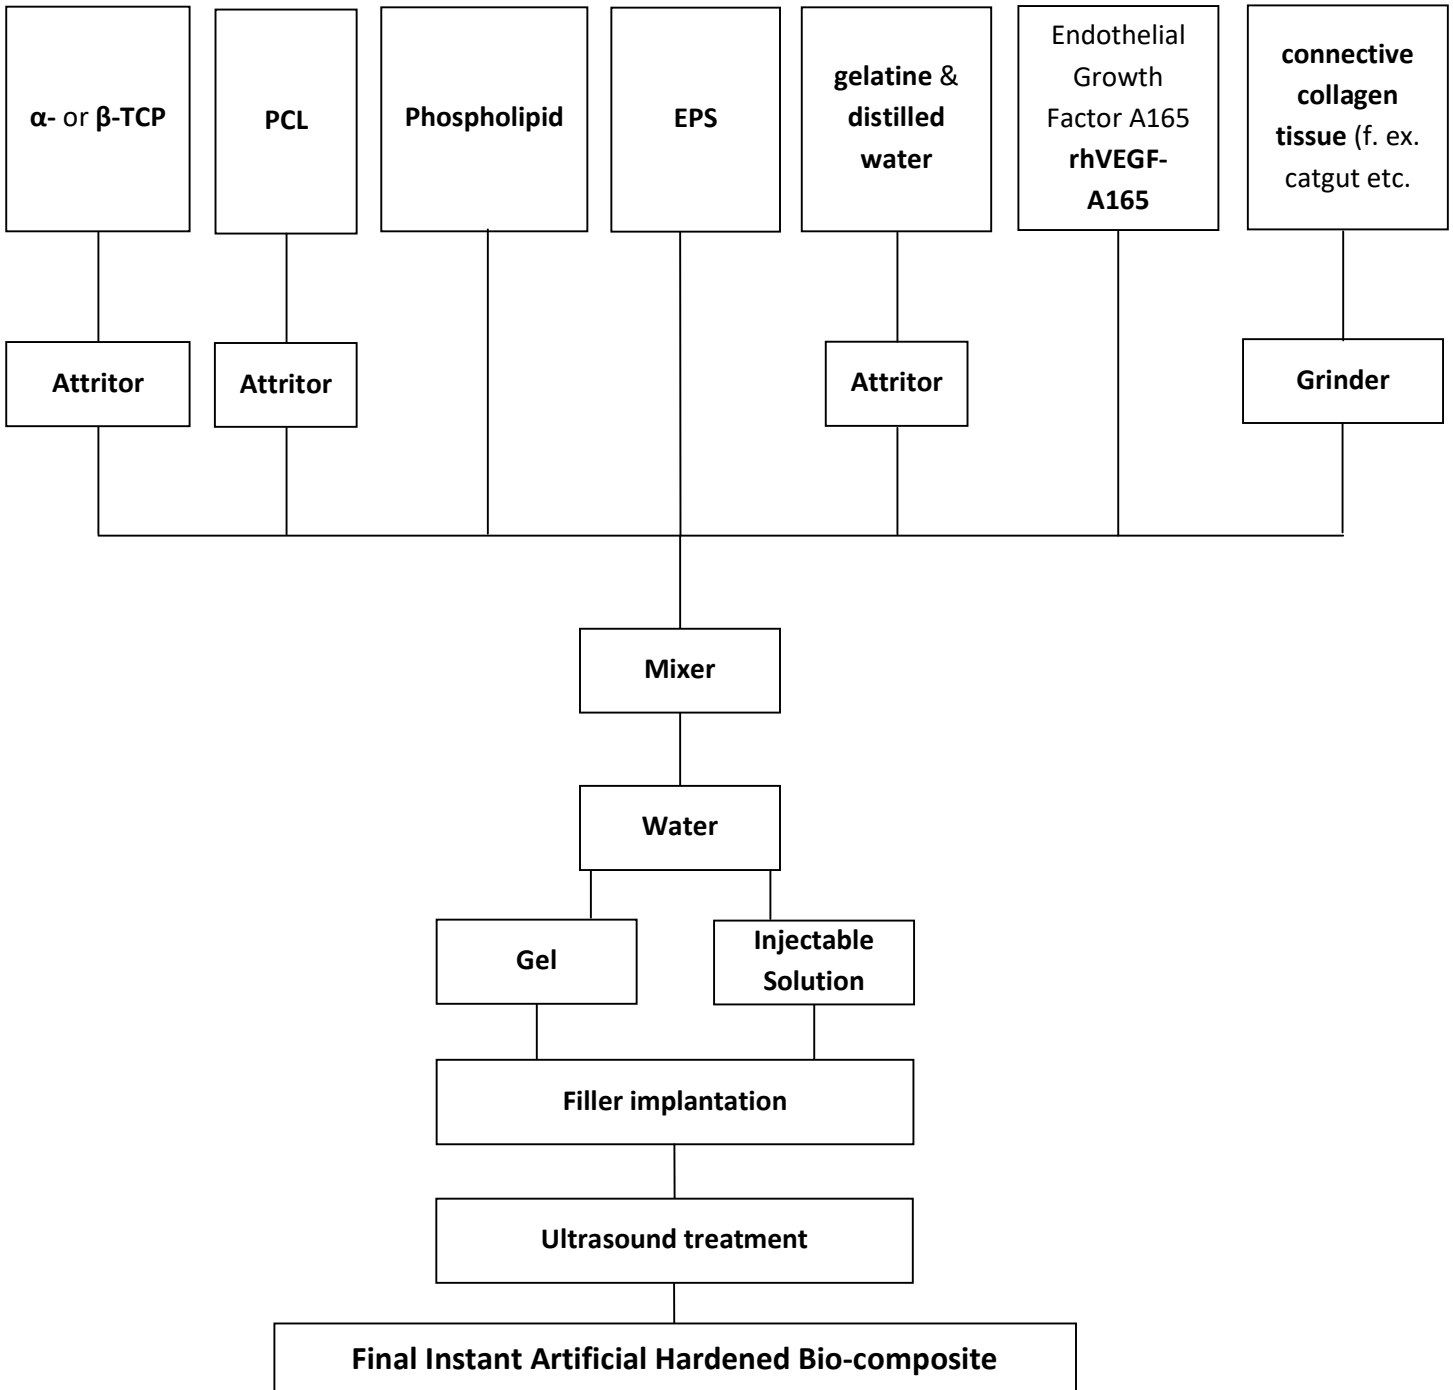 α- or β-TCP
PCL
Phospholipid
EPS
gelatine &
distilled
water
Endothelial
Growth
Factor A165
rhVEGF-
A165
connective
collagen
tissue (f. ex.
catgut etc.
Attritor
Attritor
Attritor
Grinder
Mixer
Water
Gel
Injectable
Solution
Filler implantation
Ultrasound treatment
Final Instant Artificial Hardened Bio-composite